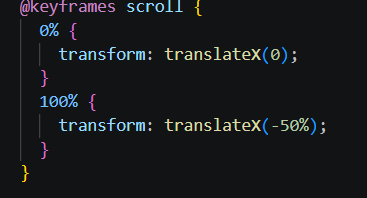 @keyframes scroll {
  0% {
    transform: translateX(0);
  }
  100% {
    transform: translateX(-50%);
  }
}